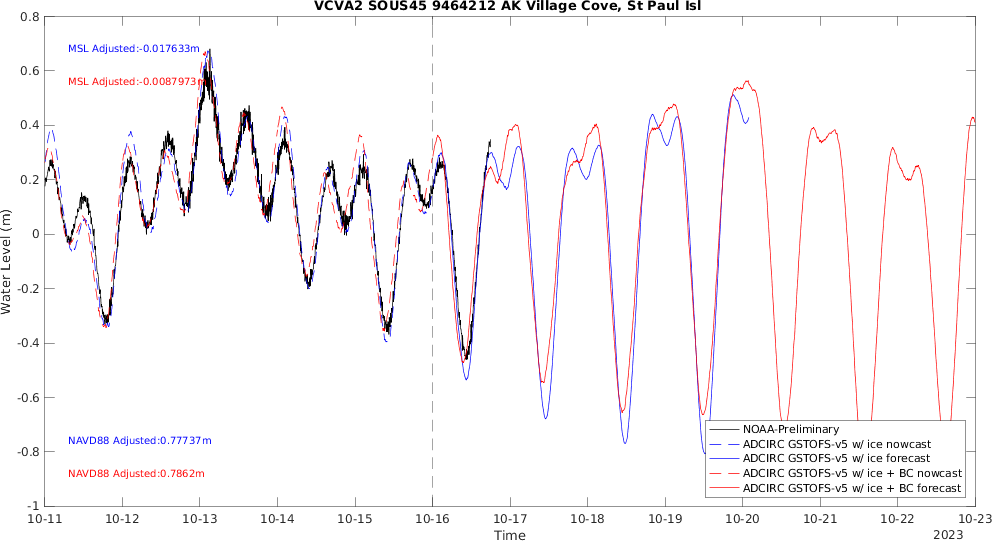 VCVA2 SOUS45 9464212 AK Village Cove, St Paul Isl
0.8
0.6
0.4
0.2
0
-0.2
-0.4
-0.6
-0.8
-1
Water Level (m)
MSL Adjusted:-0.017633m
MSL Adjusted:-0.0087973m
NAVD88 Adjusted:0.77737m
NAVD88 Adjusted:0.7862m
NOAA-Preliminary
ADCIRC GSTOFS-v5 w/ ice nowcast
ADCIRC GSTOFS-v5 w/ ice forecast
ADCIRC GSTOFS-v5 w/ ice + BC nowcast
ADCIRC GSTOFS-v5 w/ ice + BC forecast
10-11 10-12 10-13 10-14 10-15 10-16 10-17 10-18 10-19 10-20 10-21 10-22 10-23
Time
2023